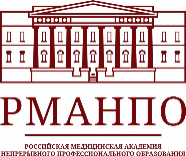 РМАНПО
РОССИЙСКАЯ МЕДИЦИНСКАЯ АКАДЕМИЯ
НЕПРЕРЫВНОГО ПРОФЕССИОНАЛЬНОГО ОБРАЗОВАНИЯ